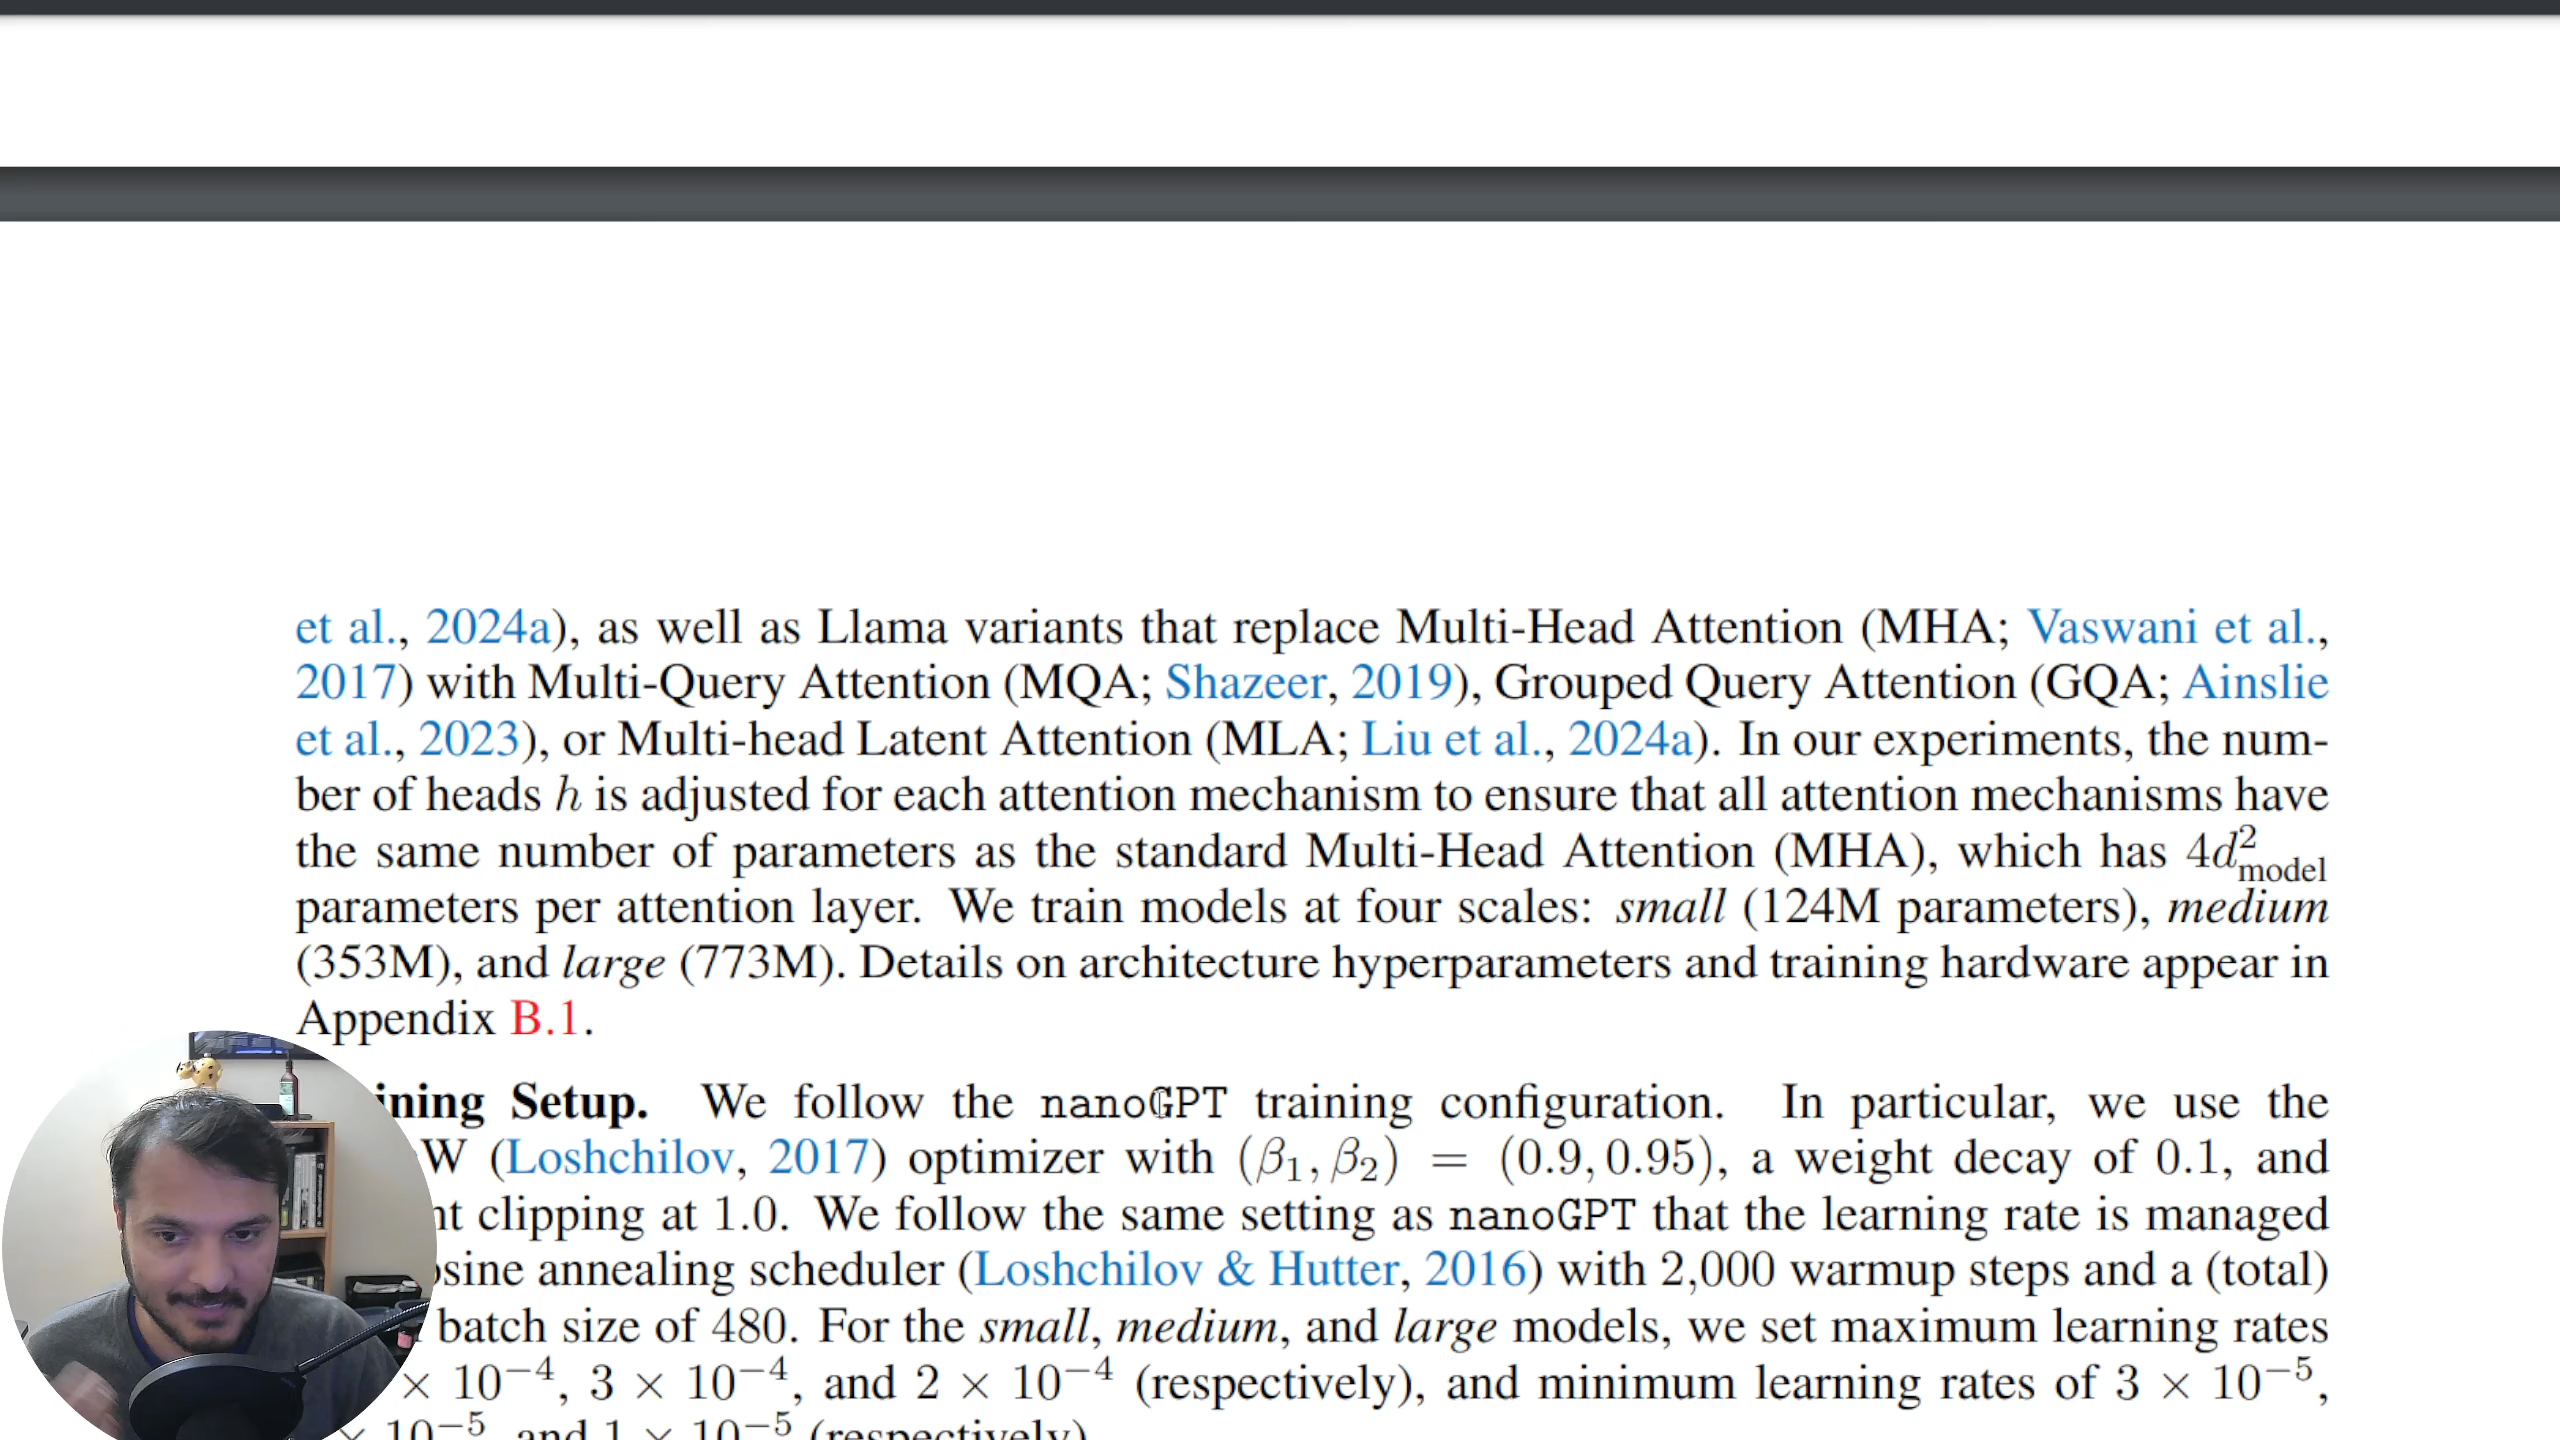 et al., 2024a), as well as Llama variants that replace Multi-Head Attention (MHA; Vaswani et al.,
2017) with Multi-Query Attention (MQA; Shazeer, 2019), Grouped Query Attention (GQA; Ainslie
et al., 2023), or Multi-head Latent Attention (MLA; Liu et al., 2024a). In our experiments, the num-
ber of heads h is adjusted for each attention mechanism to ensure that all attention mechanisms have
the same number of parameters as the standard Multi-Head Attention (MHA), which has 4d²_model
parameters per attention layer. We train models at four scales: small (124M parameters), medium
(353M), and large (773M). Details on architecture hyperparameters and training hardware appear in
Appendix B.1.
ining Setup. We follow the nanoGPT training configuration. In particular, we use the
W (Loshchilov, 2017) optimizer with (β₁, β₂) = (0.9, 0.95), a weight decay of 0.1, and
nt clipping at 1.0. We follow the same setting as nanoGPT that the learning rate is managed
sine annealing scheduler (Loshchilov & Hutter, 2016) with 2,000 warmup steps and a (total)
batch size of 480. For the small, medium, and large models, we set maximum learning rates
× 10⁻⁴, 3 × 10⁻⁴, and 2 × 10⁻⁴ (respectively), and minimum learning rates of 3 × 10⁻⁵,
× 10⁻⁵, and 1 × 10⁻⁵ (respectively)